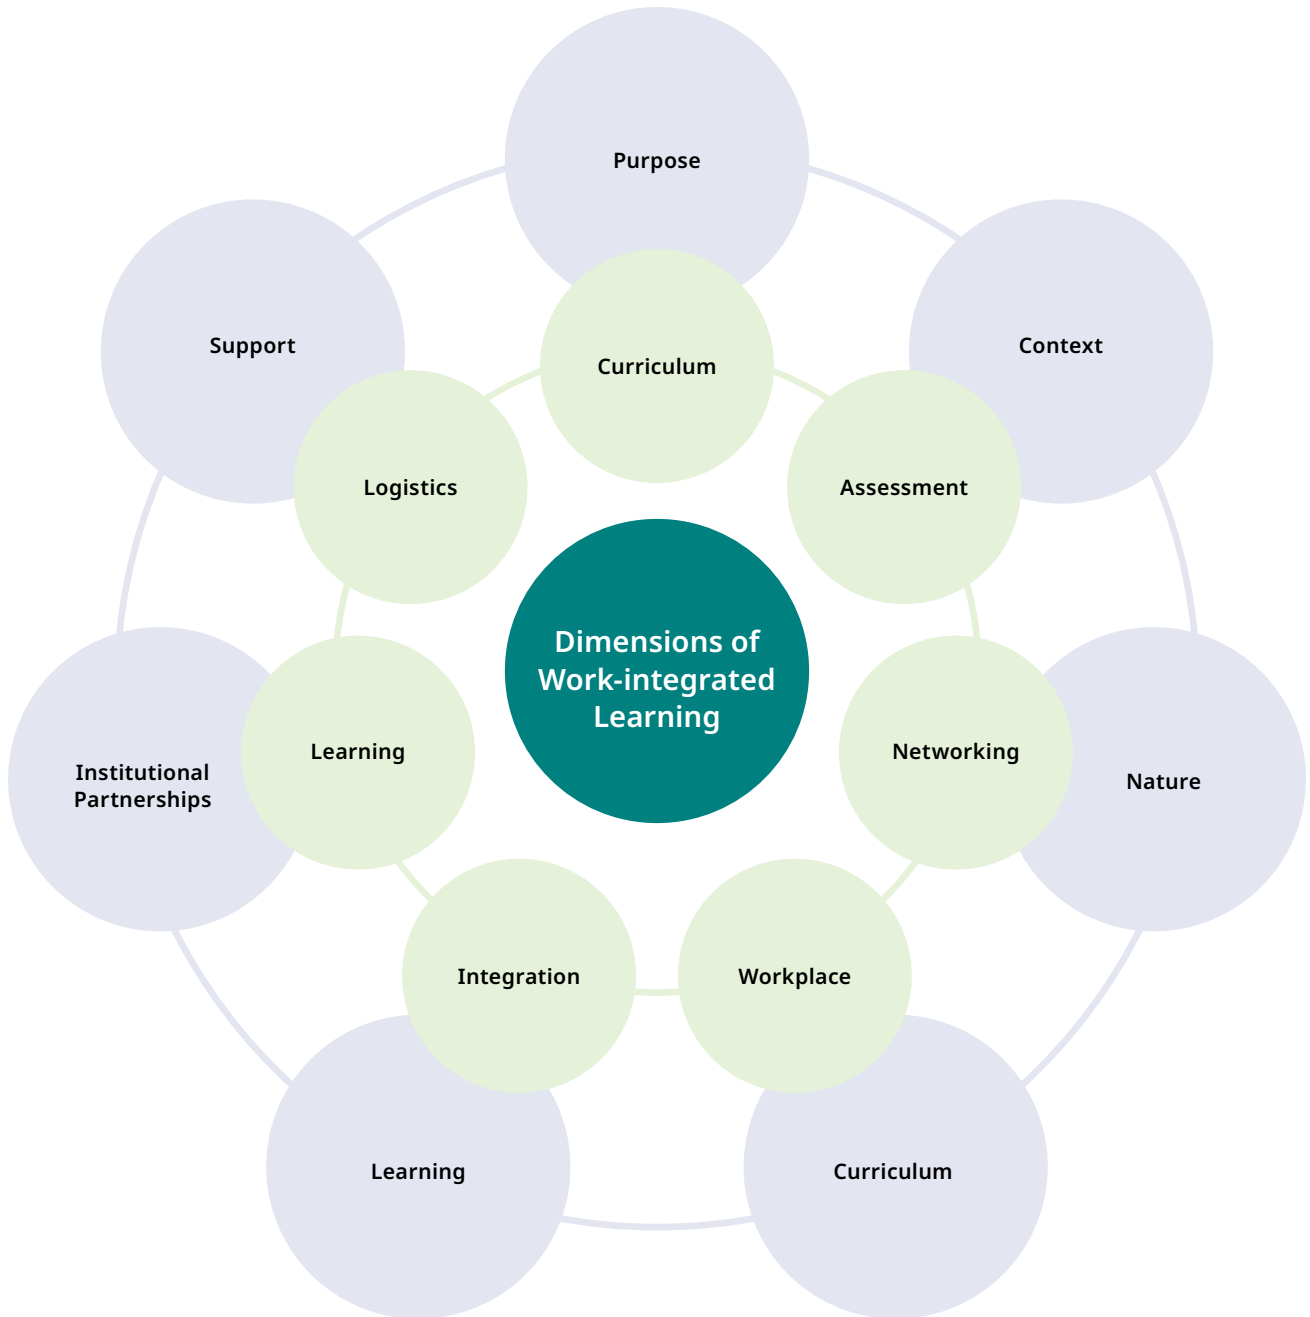 Purpose
Support
Context
Curriculum
Logistics
Assessment
Dimensions of
Work-integrated
Learning
Learning
Networking
Institutional
Partnerships
Nature
Integration
Workplace
Learning
Curriculum